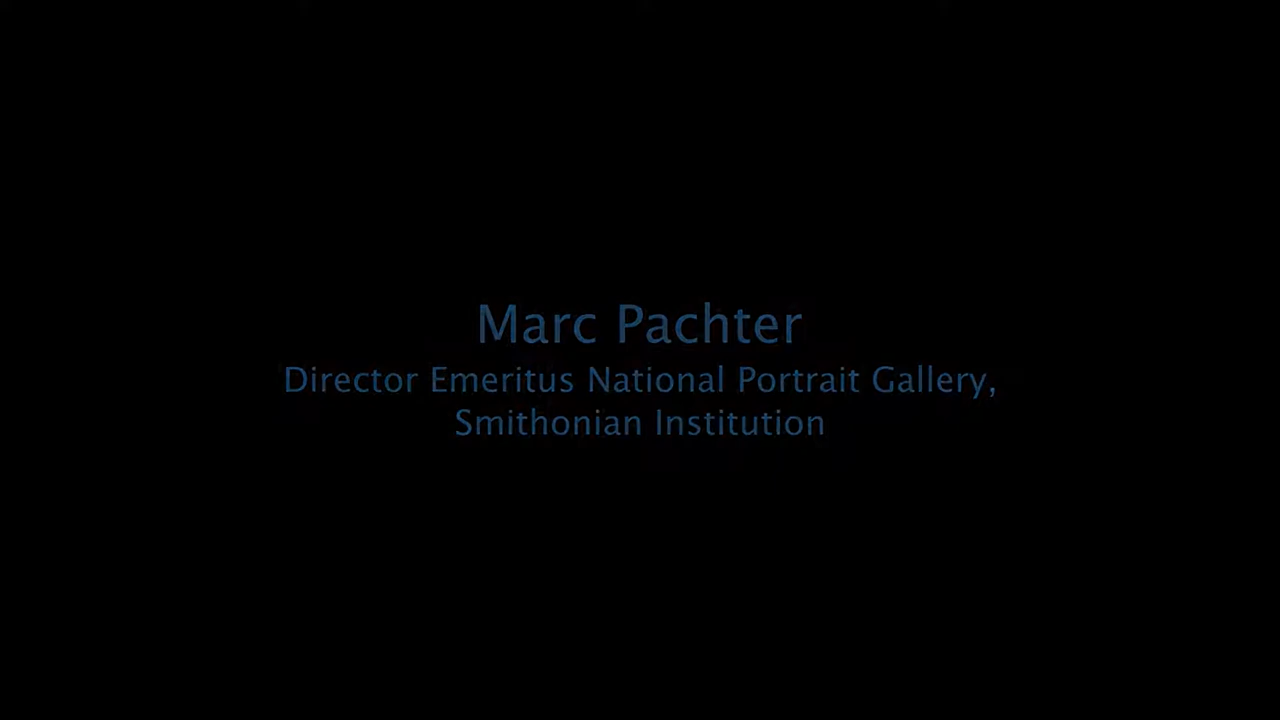 Marc Pachter
Director Emeritus National Portrait Gallery,
Smithonian Institution